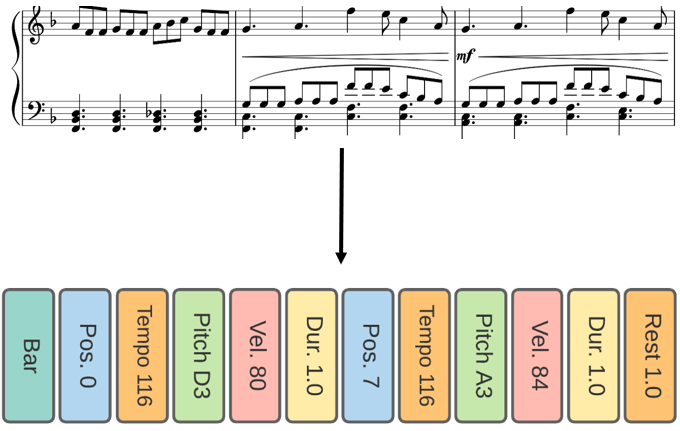 mf
Bar
Pos. 0
Tempo 116
Pitch D3
Vel. 80
Dur. 1.0
Pos. 7
Tempo 116
Pitch A3
Vel. 84
Dur. 1.0
Rest 1.0